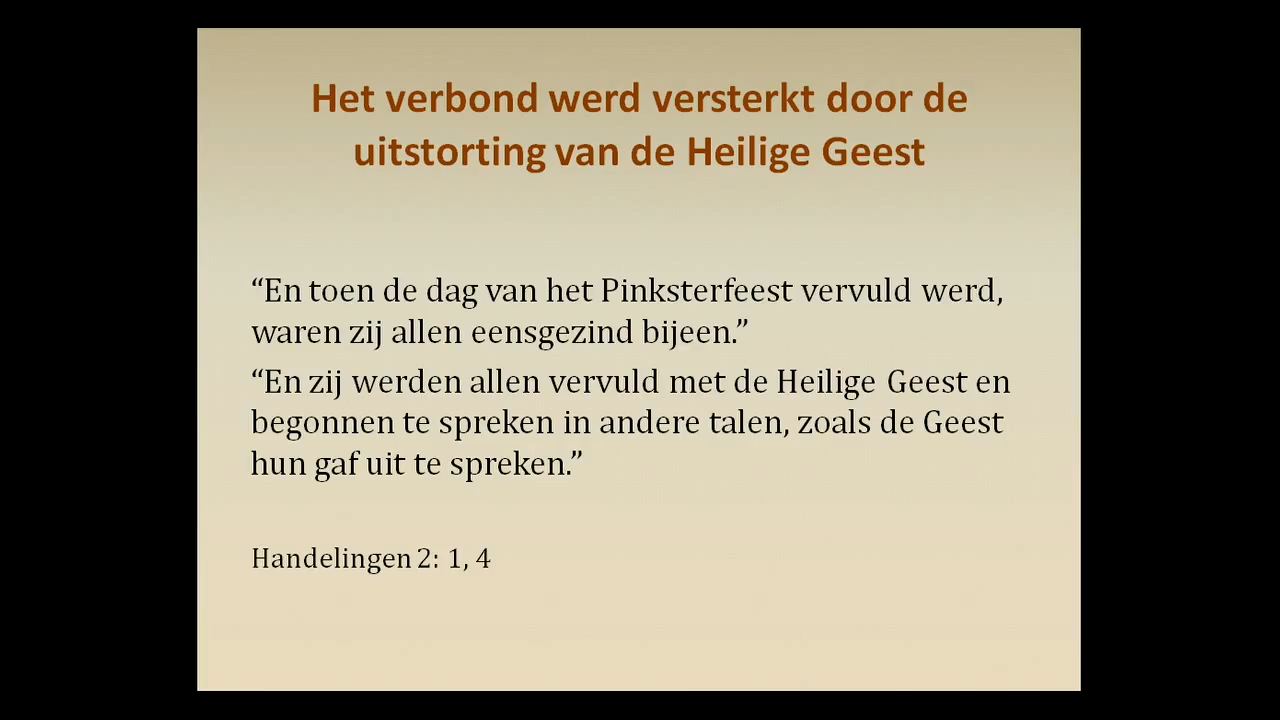 Het verbond werd versterkt door de
uitstorting van de Heilige Geest
“En toen de dag van het Pinksterfeest vervuld werd,
waren zij allen eensgezind bijeen.”
“En zij werden allen vervuld met de Heilige Geest en
begonnen te spreken in andere talen, zoals de Geest
hun gaf uit te spreken.”
Handelingen 2: 1, 4